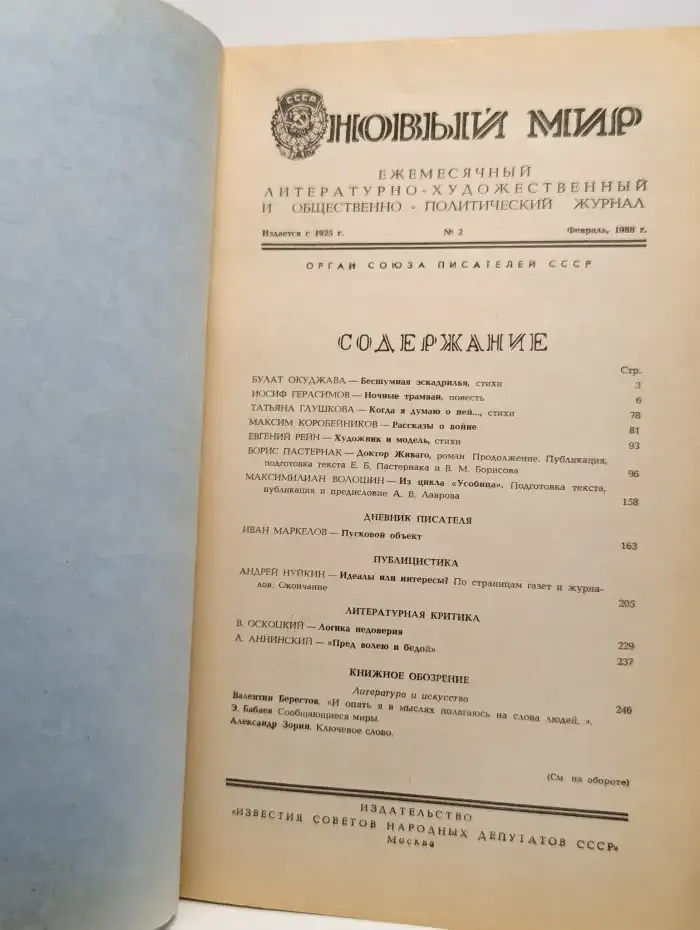 СССР
НОВЫЙ МИР
ЕЖЕМЕСЯЧНЫЙ
ЛИТЕРАТУРНО-ХУДОЖЕСТВЕННЫЙ
И ОБЩЕСТВЕННО-ПОЛИТИЧЕСКИЙ ЖУРНАЛ
Издается с 1925 г. № 2 Февраль, 1988 г.
ОРГАН СОЮЗА ПИСАТЕЛЕЙ СССР
СОДЕРЖАНИЕ
Стр.
БУЛАТ ОКУДЖАВА — Бесшумная эскадрилья, стихи 3
ИОСИФ ГЕРАСИМОВ — Ночные трамваи, повесть 6
ТАТЬЯНА ГЛУШКОВА — Когда я думаю о ней..., стихи 78
МАКСИМ КОРОБЕЙНИКОВ — Рассказы о войне 81
ЕВГЕНИЙ РЕЙН — Художник и модель, стихи 93
БОРИС ПАСТЕРНАК — Доктор Живаго, роман. Продолжение. Публикация,
подготовка текста Е. Б. Пастернака и В. М. Борисова 96
МАКСИМИЛИАН ВОЛОШИН — Из цикла «Усобица». Подготовка текста,
публикация и предисловие А. В. Лаврова 158
ДНЕВНИК ПИСАТЕЛЯ
ИВАН МАРКЕЛОВ — Пусковой объект 163
ПУБЛИЦИСТИКА
АНДРЕЙ НУЙКИН — Идеалы или интересы? По страницам газет и журна-
лов. Окончание 205
ЛИТЕРАТУРНАЯ КРИТИКА
В. ОСКОЦКИЙ — Логика недоверия 229
Л. АННИНСКИЙ — «Пред волею и бедой» 237
КНИЖНОЕ ОБОЗРЕНИЕ
Литература и искусство 246
Валентин Берестов. «И опять я в мыслях полагаюсь на слова людей...».
Э. Бабаев Сообщающиеся миры.
Александр Зорин. Ключевое слово.
(См на обороте)
ИЗДАТЕЛЬСТВО
«ИЗВЕСТИЯ СОВЕТОВ НАРОДНЫХ ДЕПУТАТОВ СССР»
Москва